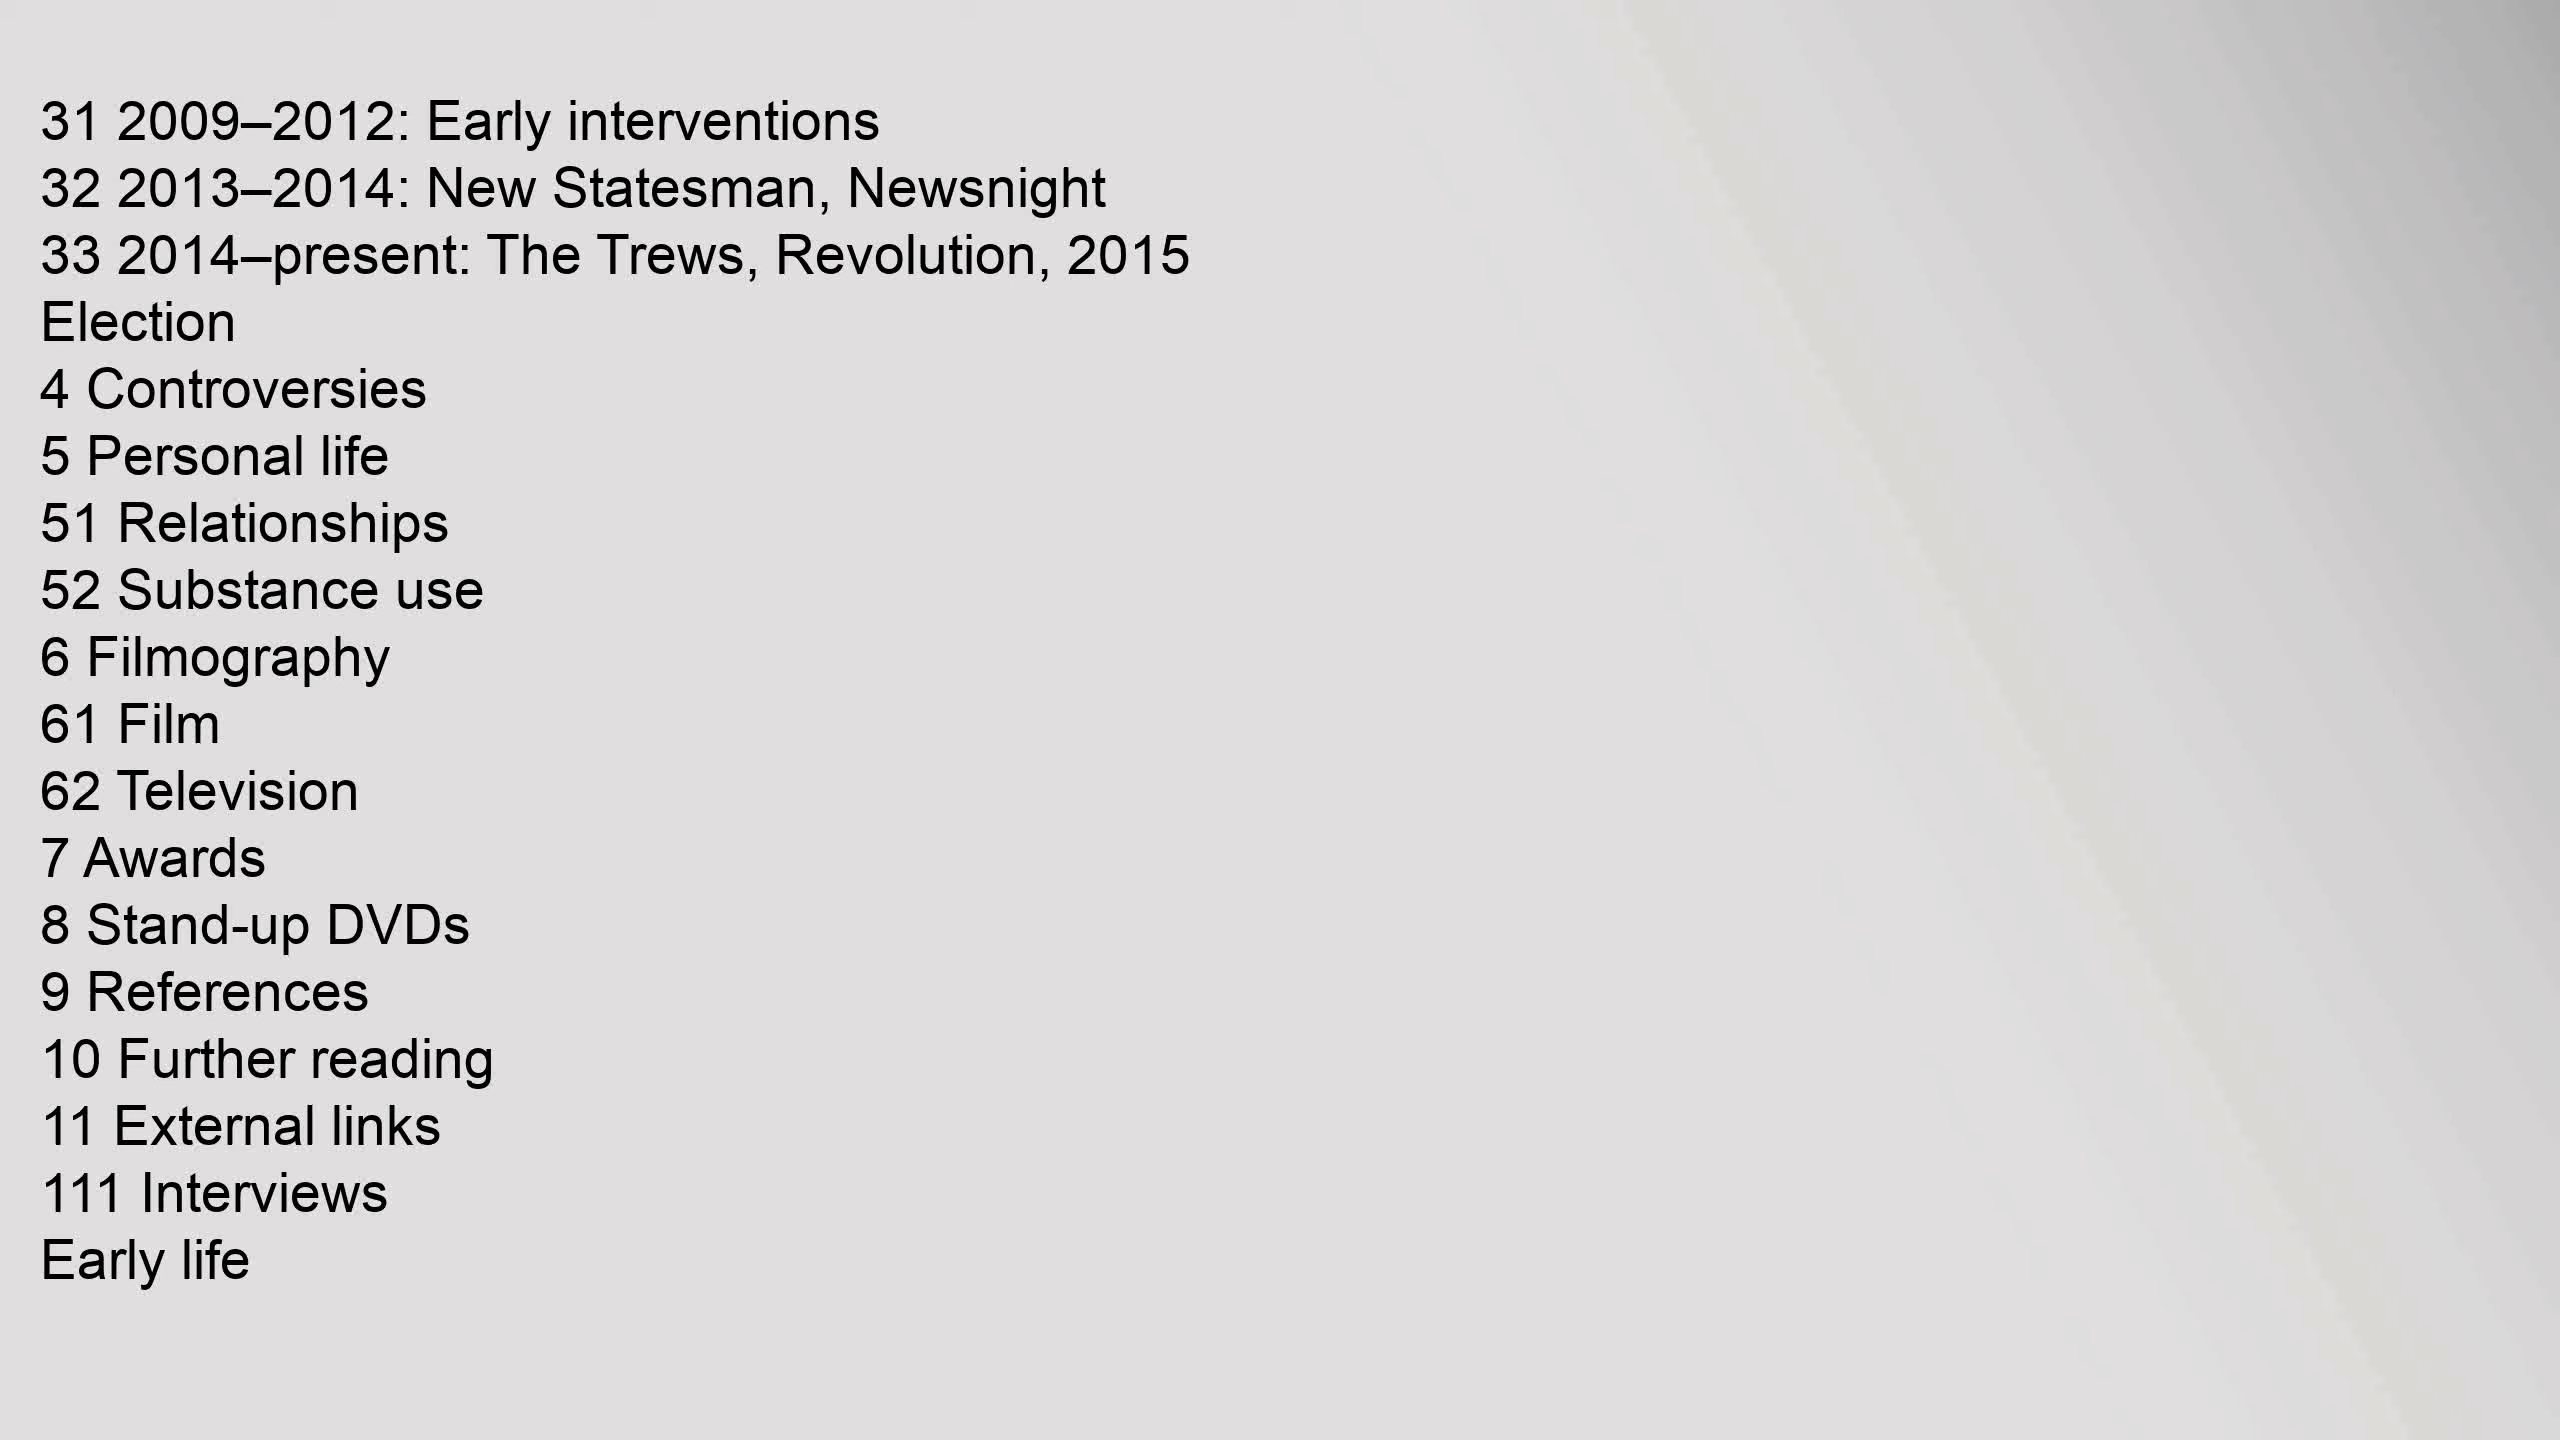 31 2009–2012: Early interventions
32 2013–2014: New Statesman, Newsnight
33 2014–present: The Trews, Revolution, 2015
Election
4 Controversies
5 Personal life
51 Relationships
52 Substance use
6 Filmography
61 Film
62 Television
7 Awards
8 Stand-up DVDs
9 References
10 Further reading
11 External links
111 Interviews
Early life